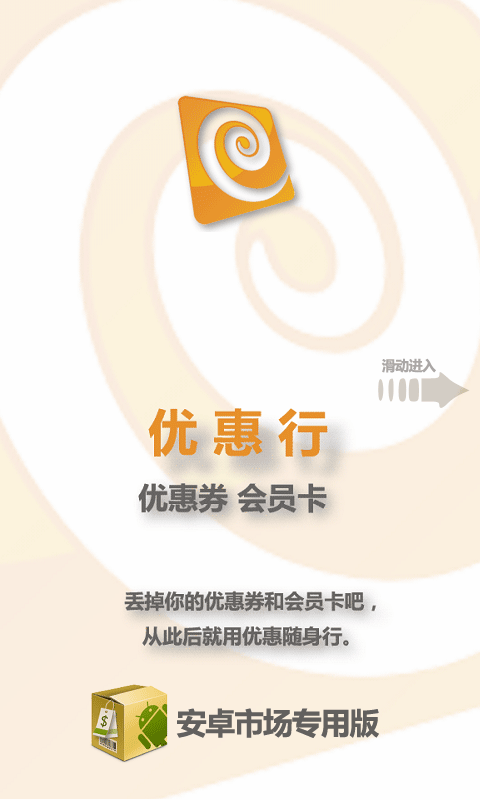 滑动进入
优惠行
优惠券 会员卡
丢掉你的优惠券和会员卡吧，
从此后就用优惠随身行。
$
安卓市场专用版